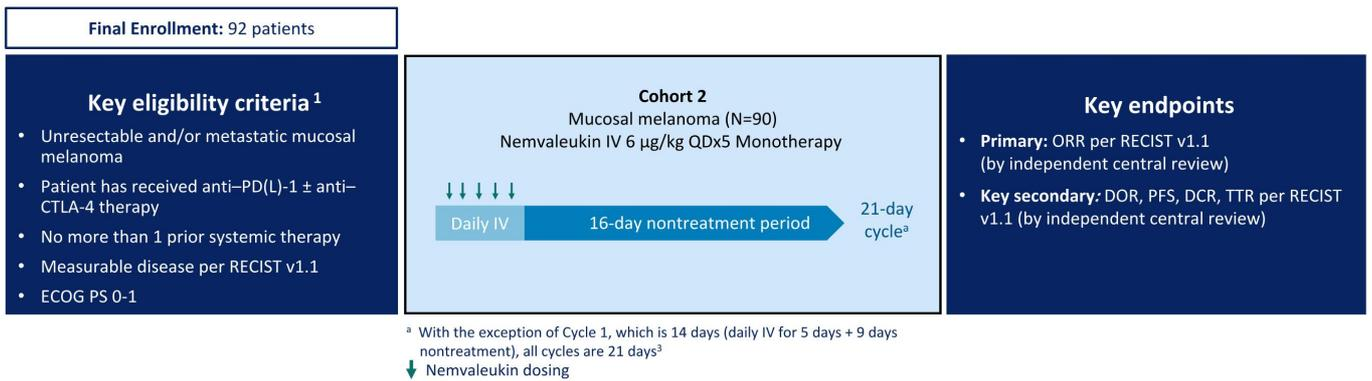 Final Enrollment: 92 patients
Key eligibility criteria 1
• Unresectable and/or metastatic mucosal
melanoma
• Patient has received anti–PD(L)-1 ± anti–
CTLA-4 therapy
• No more than 1 prior systemic therapy
• Measurable disease per RECIST v1.1
• ECOG PS 0-1
Cohort 2
Mucosal melanoma (N=90)
Nemvaleukin IV 6 µg/kg QDx5 Monotherapy
Daily IV
16-day nontreatment period
21-day
cycleᵃ
ᵃ With the exception of Cycle 1, which is 14 days (daily IV for 5 days + 9 days
nontreatment), all cycles are 21 days³
Nemvaleukin dosing
Key endpoints
• Primary: ORR per RECIST v1.1
(by independent central review)
• Key secondary: DOR, PFS, DCR, TTR per RECIST
v1.1 (by independent central review)